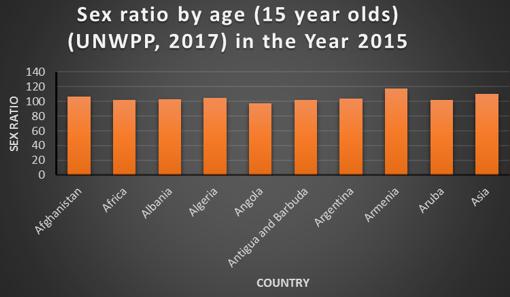 Sex ratio by age (15 year olds)
(UNWPP, 2017) in the Year 2015
140
120
100
80
60
40
20
0
SEX RATIO
Afghanistan
Africa
Albania
Algeria
Angola
Antigua and Barbuda
Argentina
Armenia
Aruba
Asia
COUNTRY